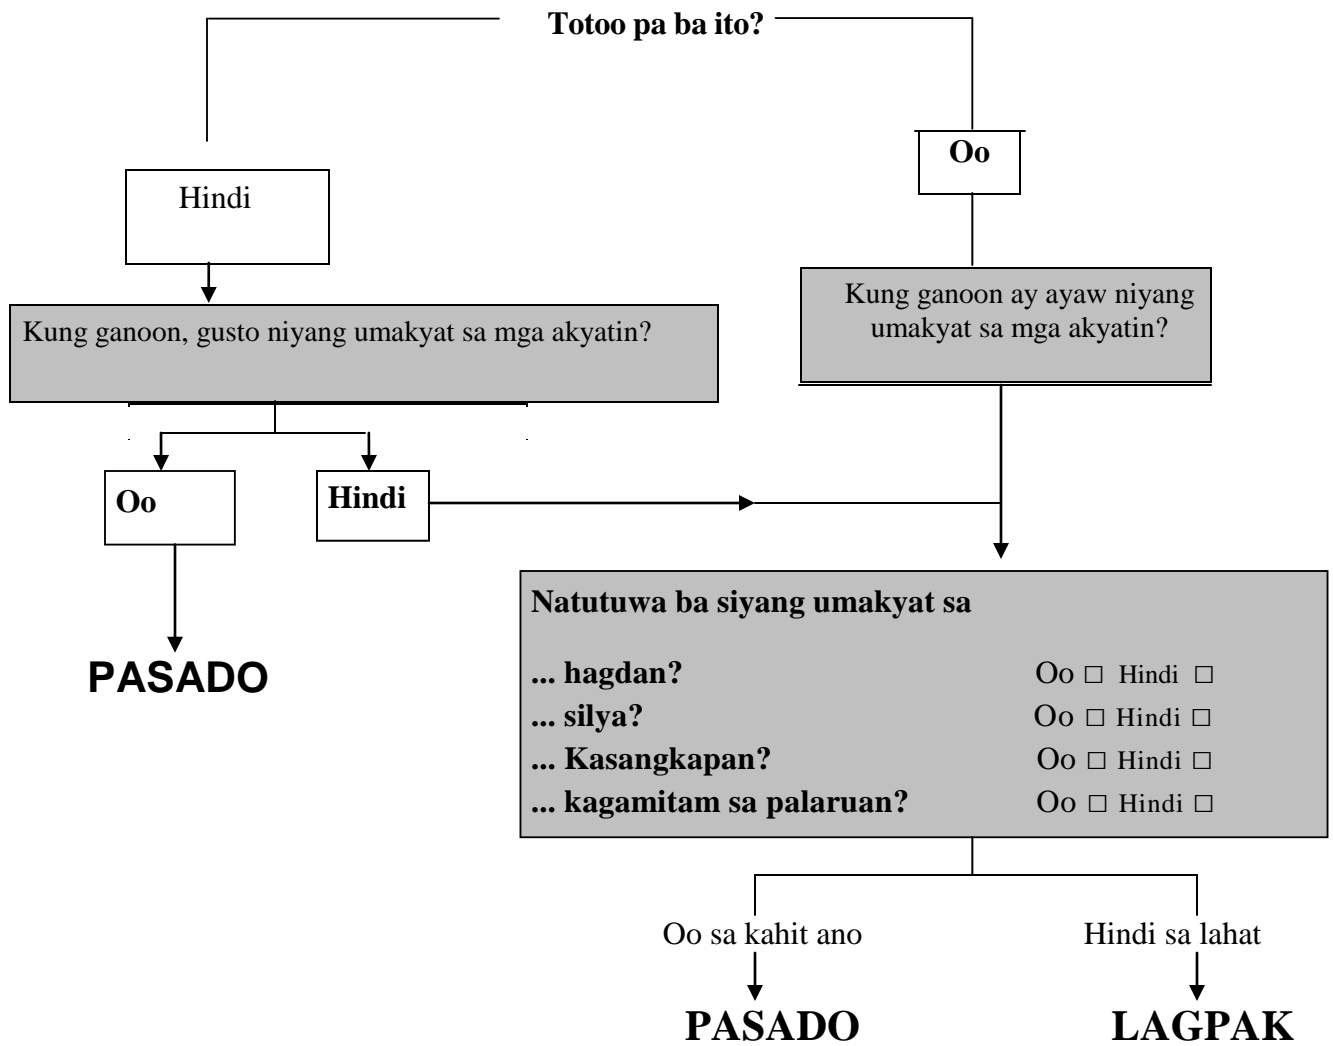 Totoo pa ba ito?
Oo
Hindi
Kung ganoon ay ayaw niyang
umakyat sa mga akyatin?
Kung ganoon, gusto niyang umakyat sa mga akyatin?
Oo
Hindi
Natutuwa ba siyang umakyat sa
... hagdan? Oo □ Hindi □
... silya? Oo □ Hindi □
... Kasangkapan? Oo □ Hindi □
... kagamitam sa palaruan? Oo □ Hindi □
PASADO
Oo sa kahit ano
Hindi sa lahat
PASADO
LAGPAK